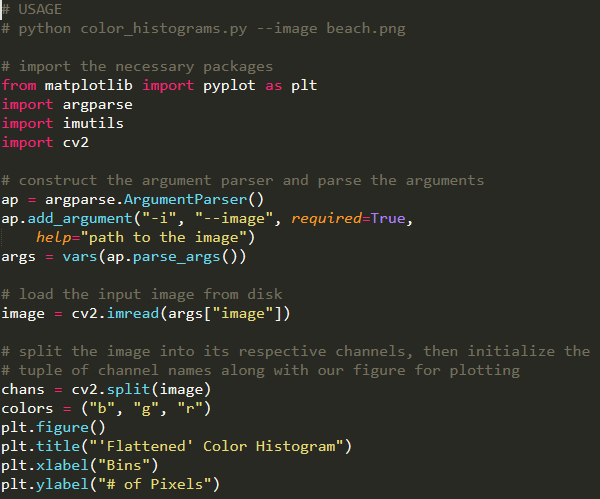 # USAGE
# python color_histograms.py --image beach.png

# import the necessary packages
from matplotlib import pyplot as plt
import argparse
import imutils
import cv2

# construct the argument parser and parse the arguments
ap = argparse.ArgumentParser()
ap.add_argument("-i", "--image", required=True,
    help="path to the image")
args = vars(ap.parse_args())

# load the input image from disk
image = cv2.imread(args["image"])

# split the image into its respective channels, then initialize the
# tuple of channel names along with our figure for plotting
chans = cv2.split(image)
colors = ("b", "g", "r")
plt.figure()
plt.title("'Flattened' Color Histogram")
plt.xlabel("Bins")
plt.ylabel("# of Pixels")